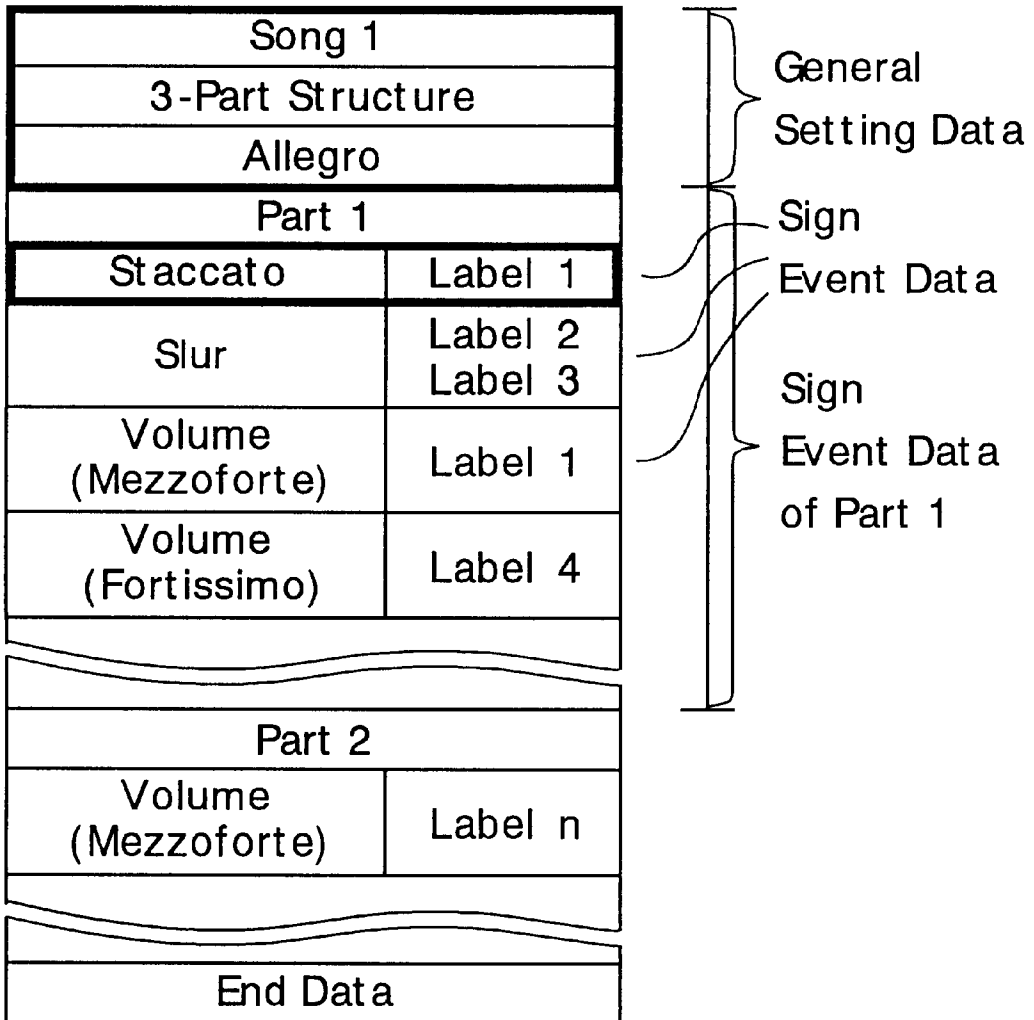 Song 1
3-Part Structure
Allegro
Part 1
Staccato
Label 1
Slur
Label 2
Label 3
Volume
(Mezzoforte)
Label 1
Volume
(Fortissimo)
Label 4
Part 2
Volume
(Mezzoforte)
Label n
End Data
General
Setting Data
Sign
Event Data
Sign
Event Data
of Part 1